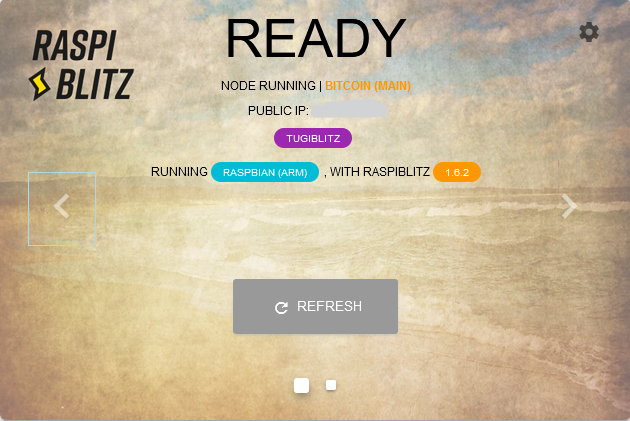 RASPI
BLITZ
READY
NODE RUNNING | BITCOIN (MAIN)
PUBLIC IP:
TUGIBLITZ
RUNNING RASPBIAN (ARM) , WITH RASPIBLITZ 1.6.2
REFRESH